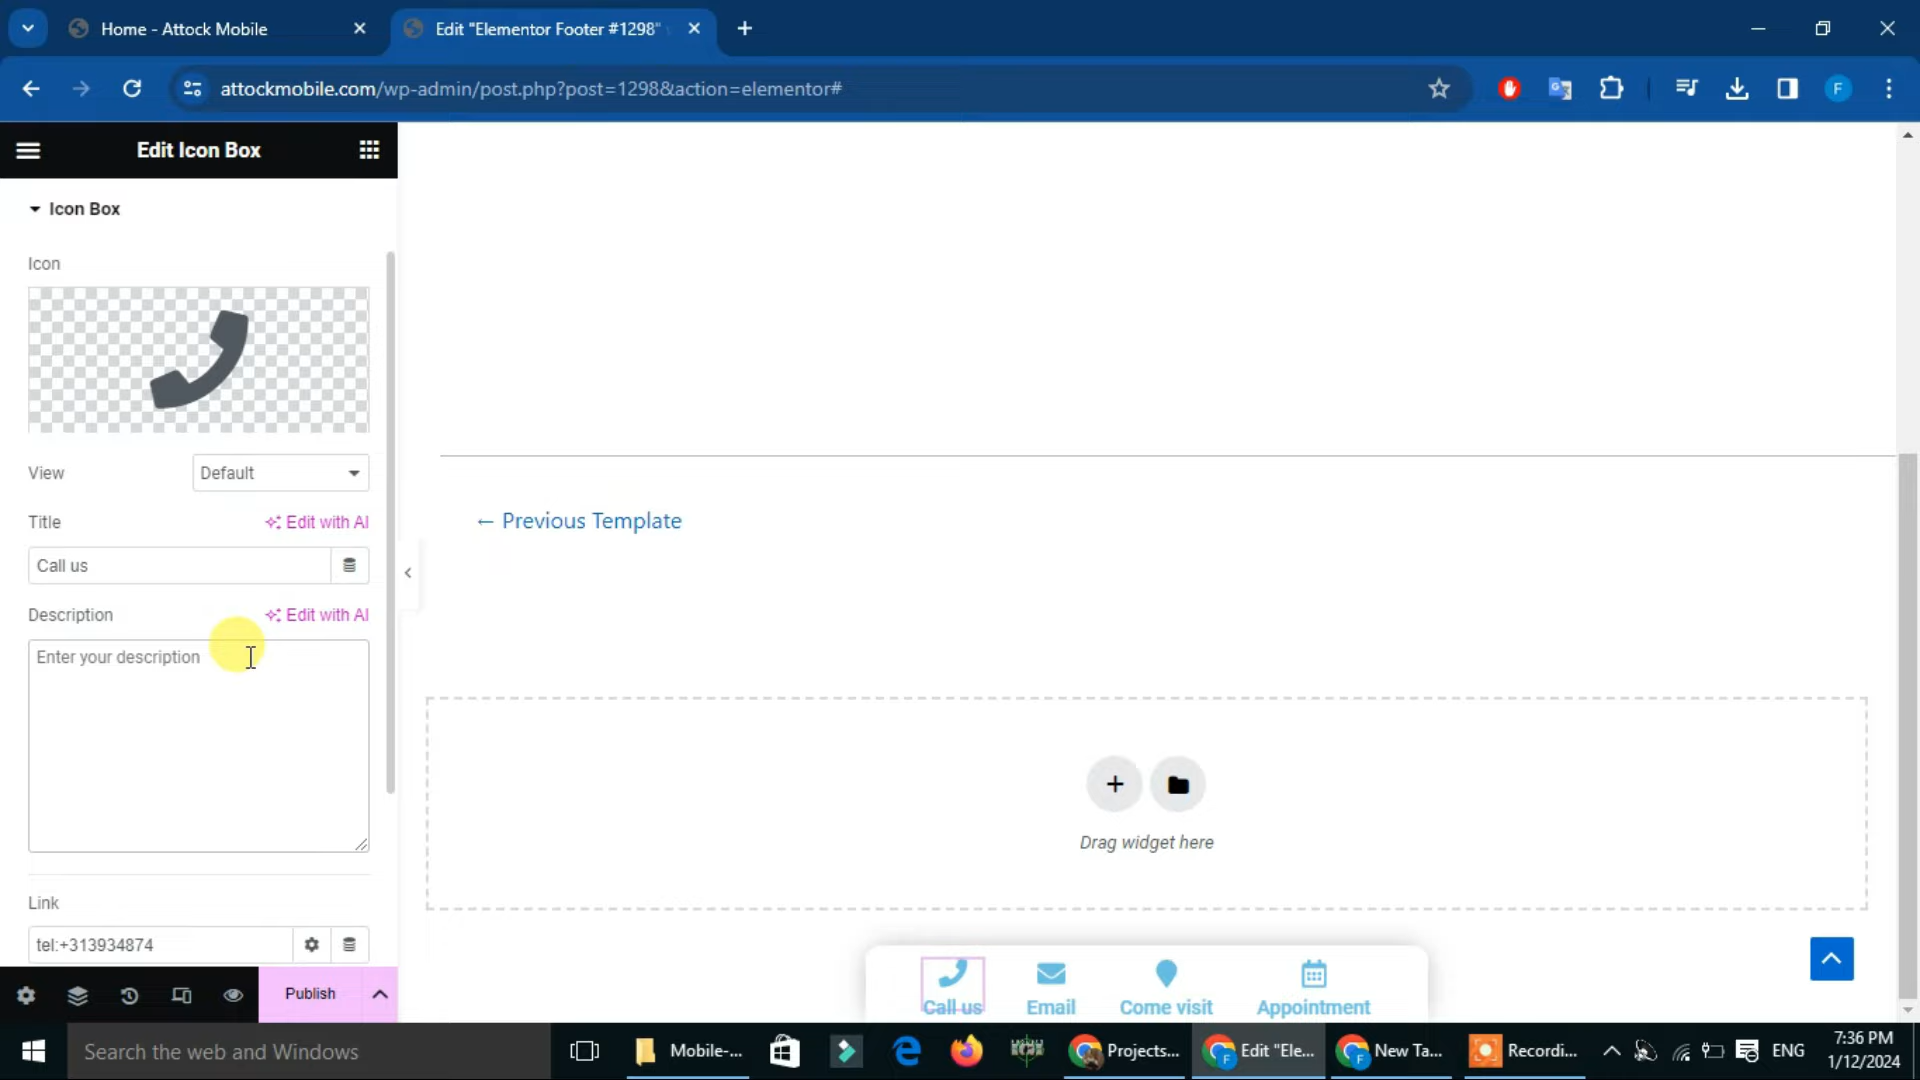 Home - Attock Mobile
Edit "Elementor Footer #1298"
attockmobile.com/wp-admin/post.php?post=1298&action=elementor#
F
Edit Icon Box
Icon Box
Icon
View
Default
Title
Edit with AI
Call us
Description
Edit with AI
Enter your description
Link
tel:+313934874
Publish
← Previous Template
Drag widget here
Call us
Email
Come visit
Appointment
Search the web and Windows
Mobile-...
Projects...
Edit "Ele...
New Ta...
Recordi...
ENG
7:36 PM
1/12/2024